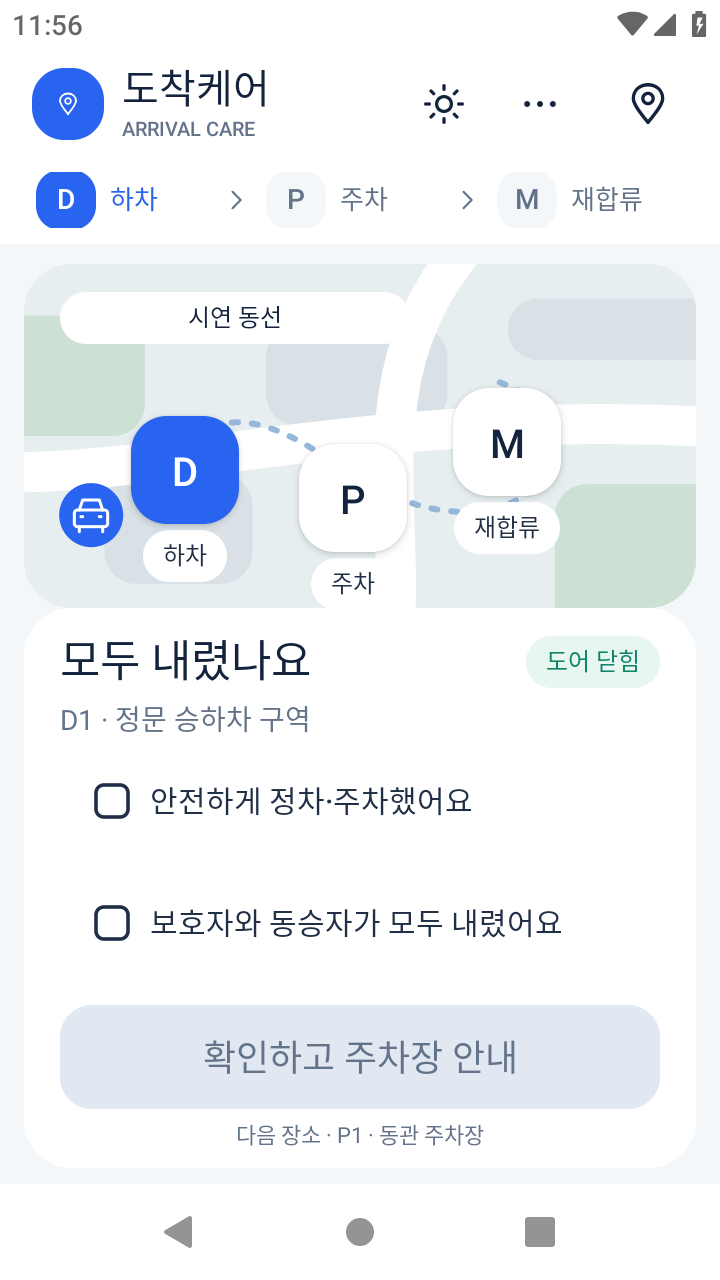 11:56
도착케어
ARRIVAL CARE
D 하차 P 주차 M 재합류
시연 동선
D
P
M
하차
주차
재합류
모두 내렸나요
도어 닫힘
D1 · 정문 승하차 구역
안전하게 정차·주차했어요
보호자와 동승자가 모두 내렸어요
확인하고 주차장 안내
다음 장소 · P1 · 동관 주차장